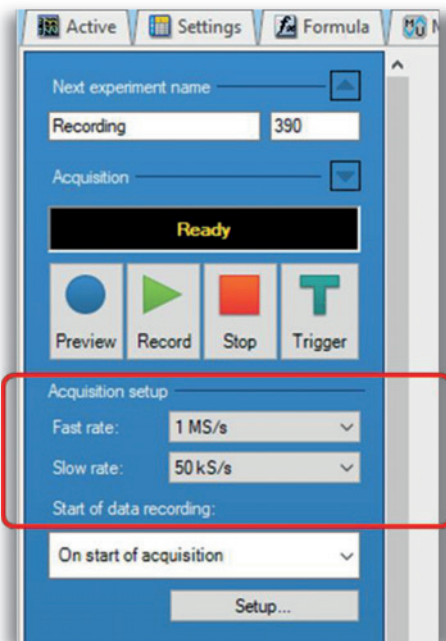 Active Settings Formula
Next experiment name
Recording 390
Acquisition
Ready
Preview Record Stop Trigger
Acquisition setup
Fast rate: 1 MS/s
Slow rate: 50 kS/s
Start of data recording:
On start of acquisition
Setup...